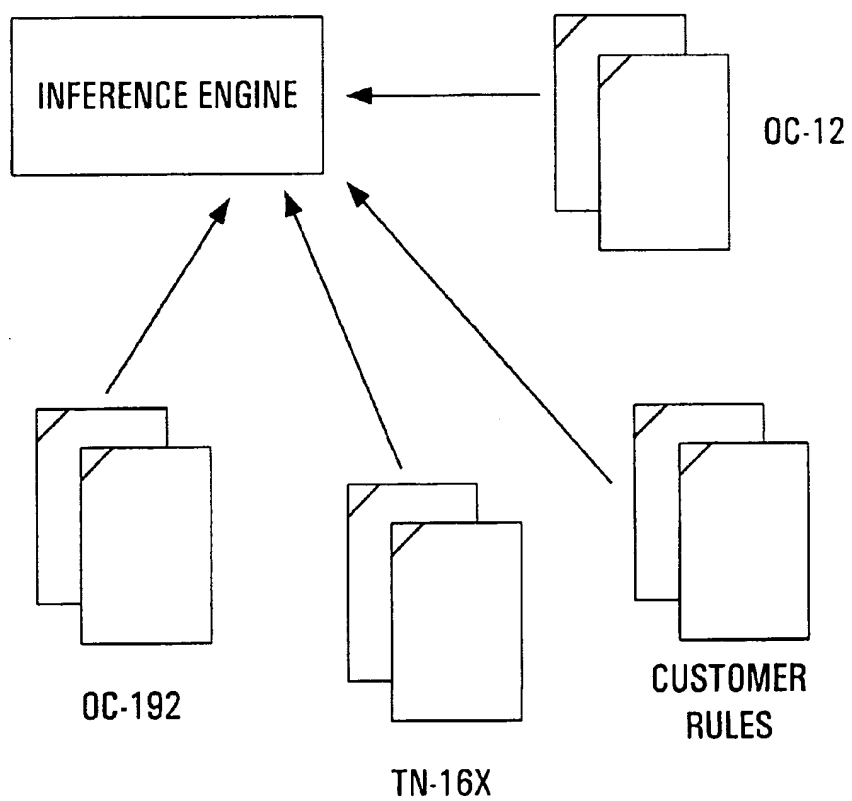 INFERENCE ENGINE
OC-12
OC-192
TN-16X
CUSTOMER
RULES